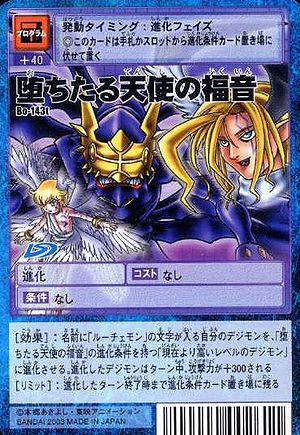 プログラム
+40
発動タイミング：進化フェイズ
◎このカードは手札かスロットから進化条件カード置き場に
伏せて置く
堕ちたる天使の福音
Bo-143t
進化
コスト なし
条件 なし
[効果]：名前に「ルーチェモン」の文字が入る自分のデジモンを、「堕
ちたる天使の福音」の進化条件を持つ「現在より高いレベルのデジモン」
に進化させる。進化したデジモンはターン中、攻撃力が+300される
[リミット]：進化したターン終了時まで進化条件カード置き場に残る
©本郷あきよし・東映アニメーション
BANDAI 2003 MADE IN JAPAN